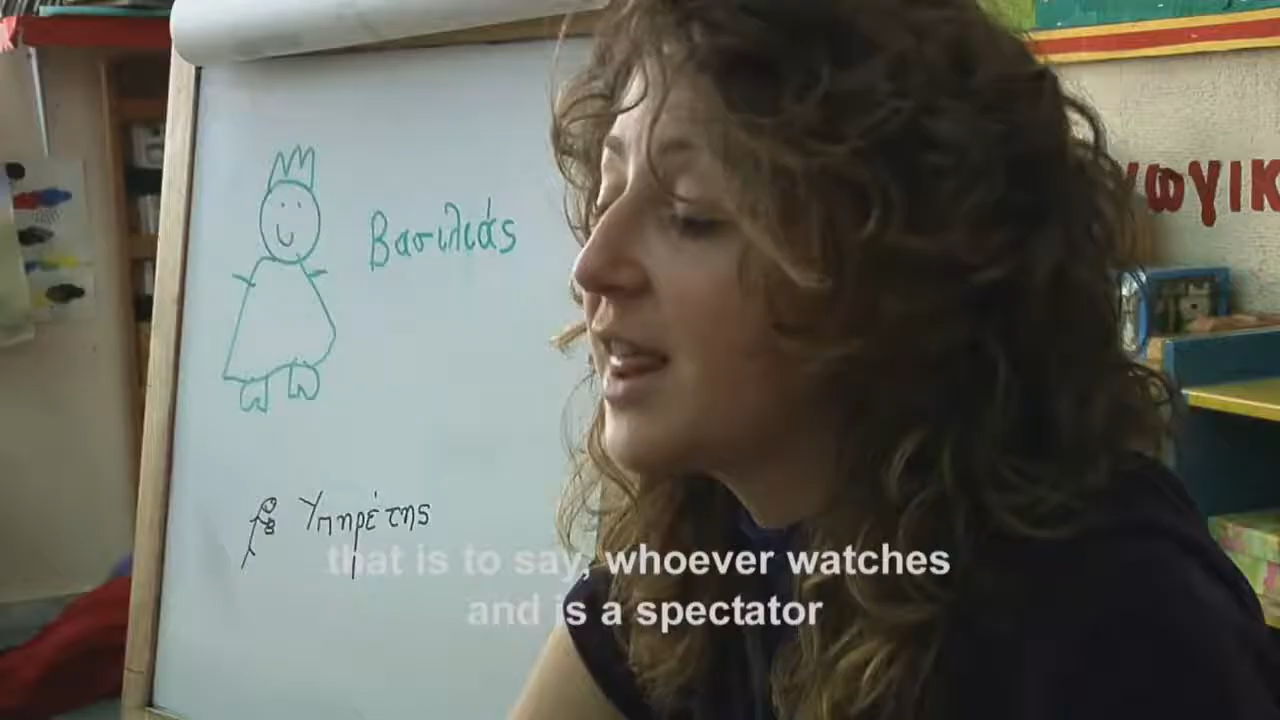 Βασιλιάς
Υπηρέτης
that is to say, whoever watches
and is a spectator